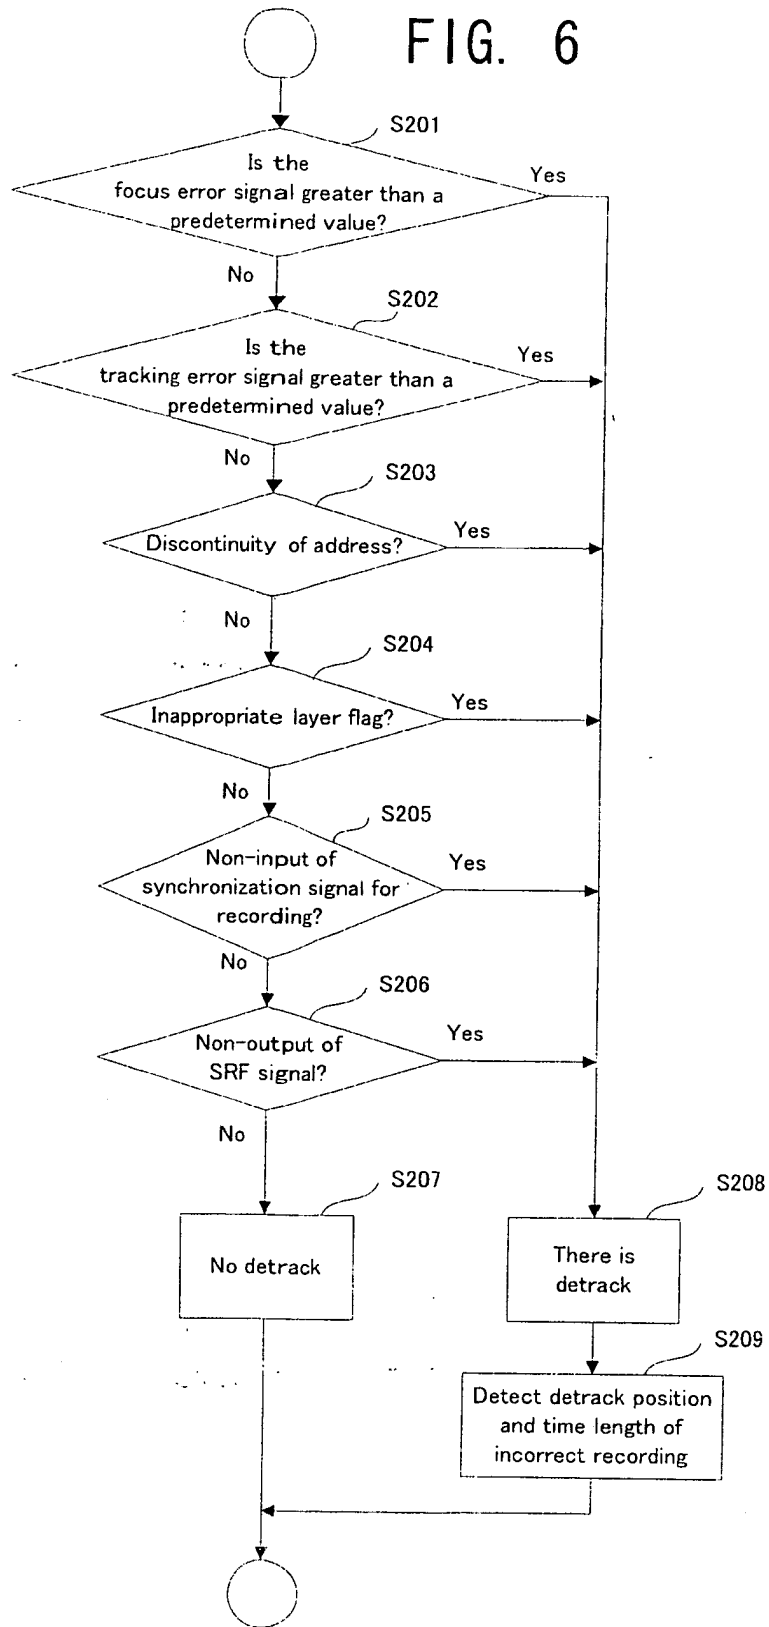 FIG. 6
S201
Is the
focus error signal greater than a
predetermined value?
Yes
No
S202
Is the
tracking error signal greater than a
predetermined value?
Yes
No
S203
Discontinuity of address?
Yes
No
S204
Inappropriate layer flag?
Yes
No
S205
Non-input of
synchronization signal for
recording?
Yes
No
S206
Non-output of
SRF signal?
Yes
No
S207
No detrack
S208
There is
detrack
S209
Detect detrack position
and time length of
incorrect recording